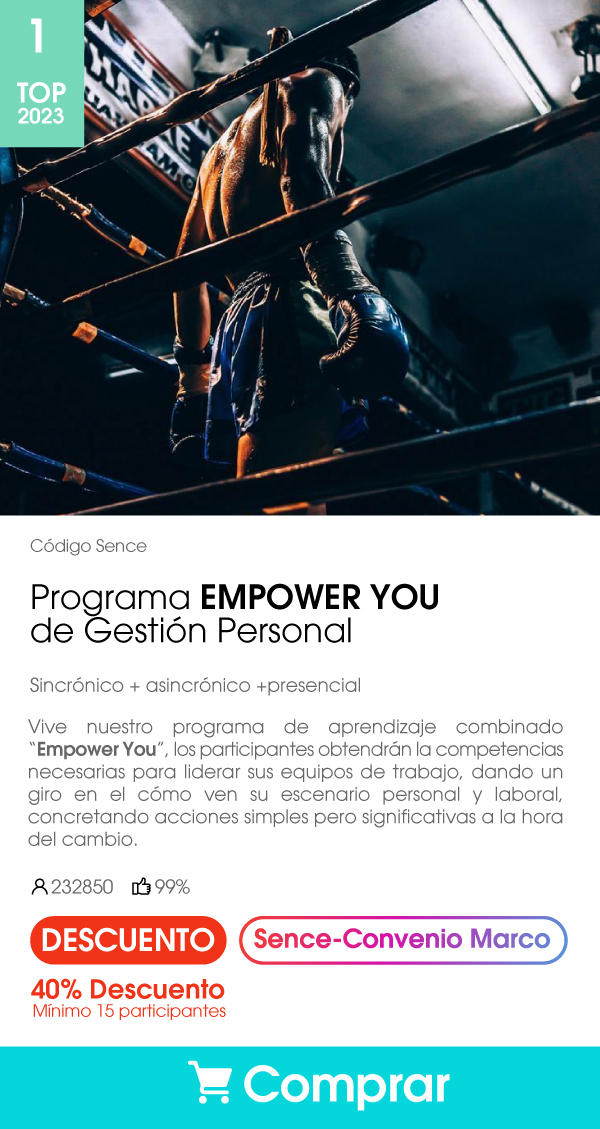 1
TOP
2023
Código Sence
Programa EMPOWER YOU
de Gestión Personal
Sincrónico + asincrónico +presencial
Vive nuestro programa de aprendizaje combinado
“Empower You”, los participantes obtendrán la competencias
necesarias para liderar sus equipos de trabajo, dando un
giro en el cómo ven su escenario personal y laboral,
concretando acciones simples pero significativas a la hora
del cambio.
232850 99%
DESCUENTO Sence-Convenio Marco
40% Descuento
Mínimo 15 participantes
Comprar